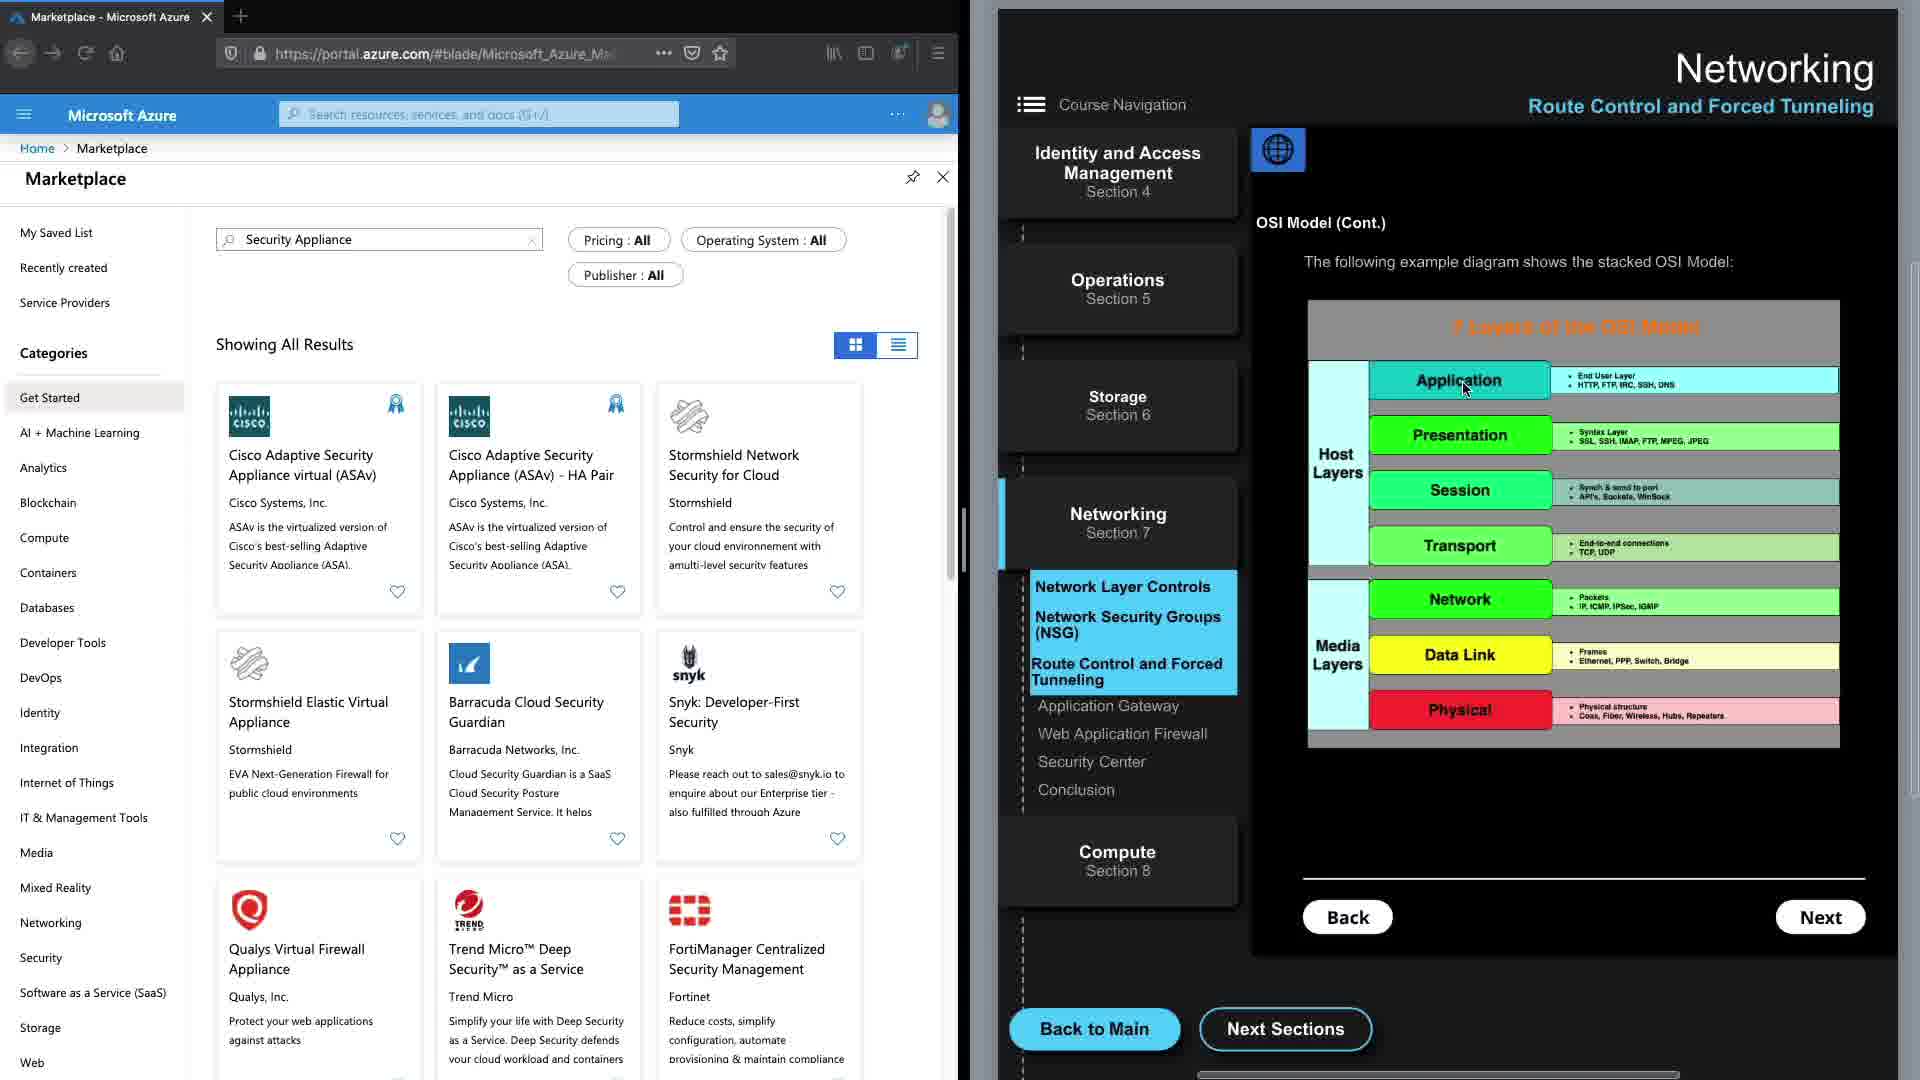 Marketplace - Microsoft Azure
https://portal.azure.com/#blade/Microsoft_Azure_Ma
Microsoft Azure
Search resources, services, and docs (G+/)
Home > Marketplace
Marketplace
My Saved List
Recently created
Service Providers
Categories
Get Started
AI + Machine Learning
Analytics
Blockchain
Compute
Containers
Databases
Developer Tools
DevOps
Identity
Integration
Internet of Things
IT & Management Tools
Media
Mixed Reality
Networking
Security
Software as a Service (SaaS)
Storage
Web
Security Appliance
Pricing : All
Operating System : All
Publisher : All
Showing All Results
CISCO
Cisco Adaptive Security
Appliance virtual (ASAv)
Cisco Systems, Inc.
ASAv is the virtualized version of
Cisco's best-selling Adaptive
Security Appliance (ASA).
CISCO
Cisco Adaptive Security
Appliance (ASAv) - HA Pair
Cisco Systems, Inc.
ASAv is the virtualized version of
Cisco's best-selling Adaptive
Security Appliance (ASA).
Stormshield Network
Security for Cloud
Stormshield
Control and ensure the security of
your cloud environnement with
amulti-level security features
Stormshield Elastic Virtual
Appliance
Stormshield
EVA Next-Generation Firewall for
public cloud environments
Barracuda Cloud Security
Guardian
Barracuda Networks, Inc.
Cloud Security Guardian is a SaaS
Cloud Security Posture
Management Service. It helps
snyk
Snyk: Developer-First
Security
Snyk
Please reach out to sales@snyk.io to
enquire about our Enterprise tier -
also fulfilled through Azure
Qualys Virtual Firewall
Appliance
Qualys, Inc.
Protect your web applications
against attacks
TREND
MICRO
Trend Micro™ Deep
Security™ as a Service
Trend Micro
Simplify your life with Deep Security
as a Service. Deep Security defends
your cloud workload and containers
FortiManager Centralized
Security Management
Fortinet
Reduce costs, simplify
configuration, automate
provisioning & maintain compliance
Networking
Route Control and Forced Tunneling
Course Navigation
Identity and Access
Management
Section 4
Operations
Section 5
Storage
Section 6
Networking
Section 7
Network Layer Controls
Network Security Groups
(NSG)
Route Control and Forced
Tunneling
Application Gateway
Web Application Firewall
Security Center
Conclusion
Compute
Section 8
OSI Model (Cont.)
The following example diagram shows the stacked OSI Model:
7 Layers of the OSI Model
Host
Layers
Application
• End User Layer
• HTTP, FTP, IRC, SSH, DNS
Presentation
• Syntax Layer
• SSL, SSH, IMAP, FTP, MPEG, JPEG
Session
• Synch & send to port
• API's, Sockets, WinSock
Transport
• End-to-end connections
• TCP, UDP
Media
Layers
Network
• Packets
• IP, ICMP, IPSec, IGMP
Data Link
• Frames
• Ethernet, PPP, Switch, Bridge
Physical
• Physical structure
• Coax, Fiber, Wireless, Hubs, Repeaters
Back
Next
Back to Main
Next Sections